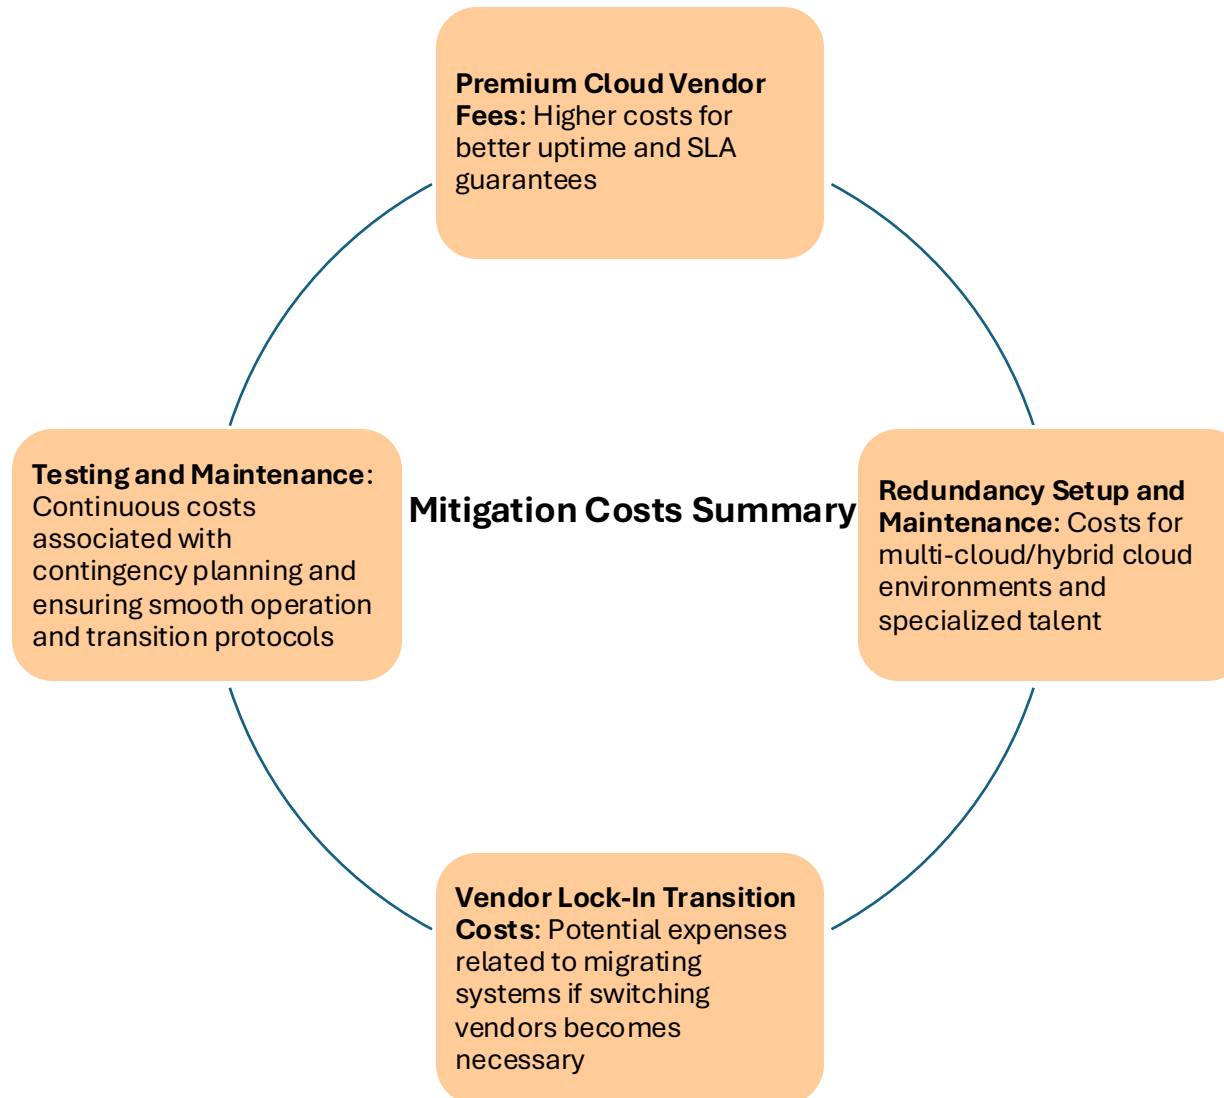 Premium Cloud Vendor
Fees: Higher costs for
better uptime and SLA
guarantees
Testing and Maintenance:
Continuous costs
associated with
contingency planning and
ensuring smooth operation
and transition protocols
Mitigation Costs Summary
Redundancy Setup and
Maintenance: Costs for
multi-cloud/hybrid cloud
environments and
specialized talent
Vendor Lock-In Transition
Costs: Potential expenses
related to migrating
systems if switching
vendors becomes
necessary